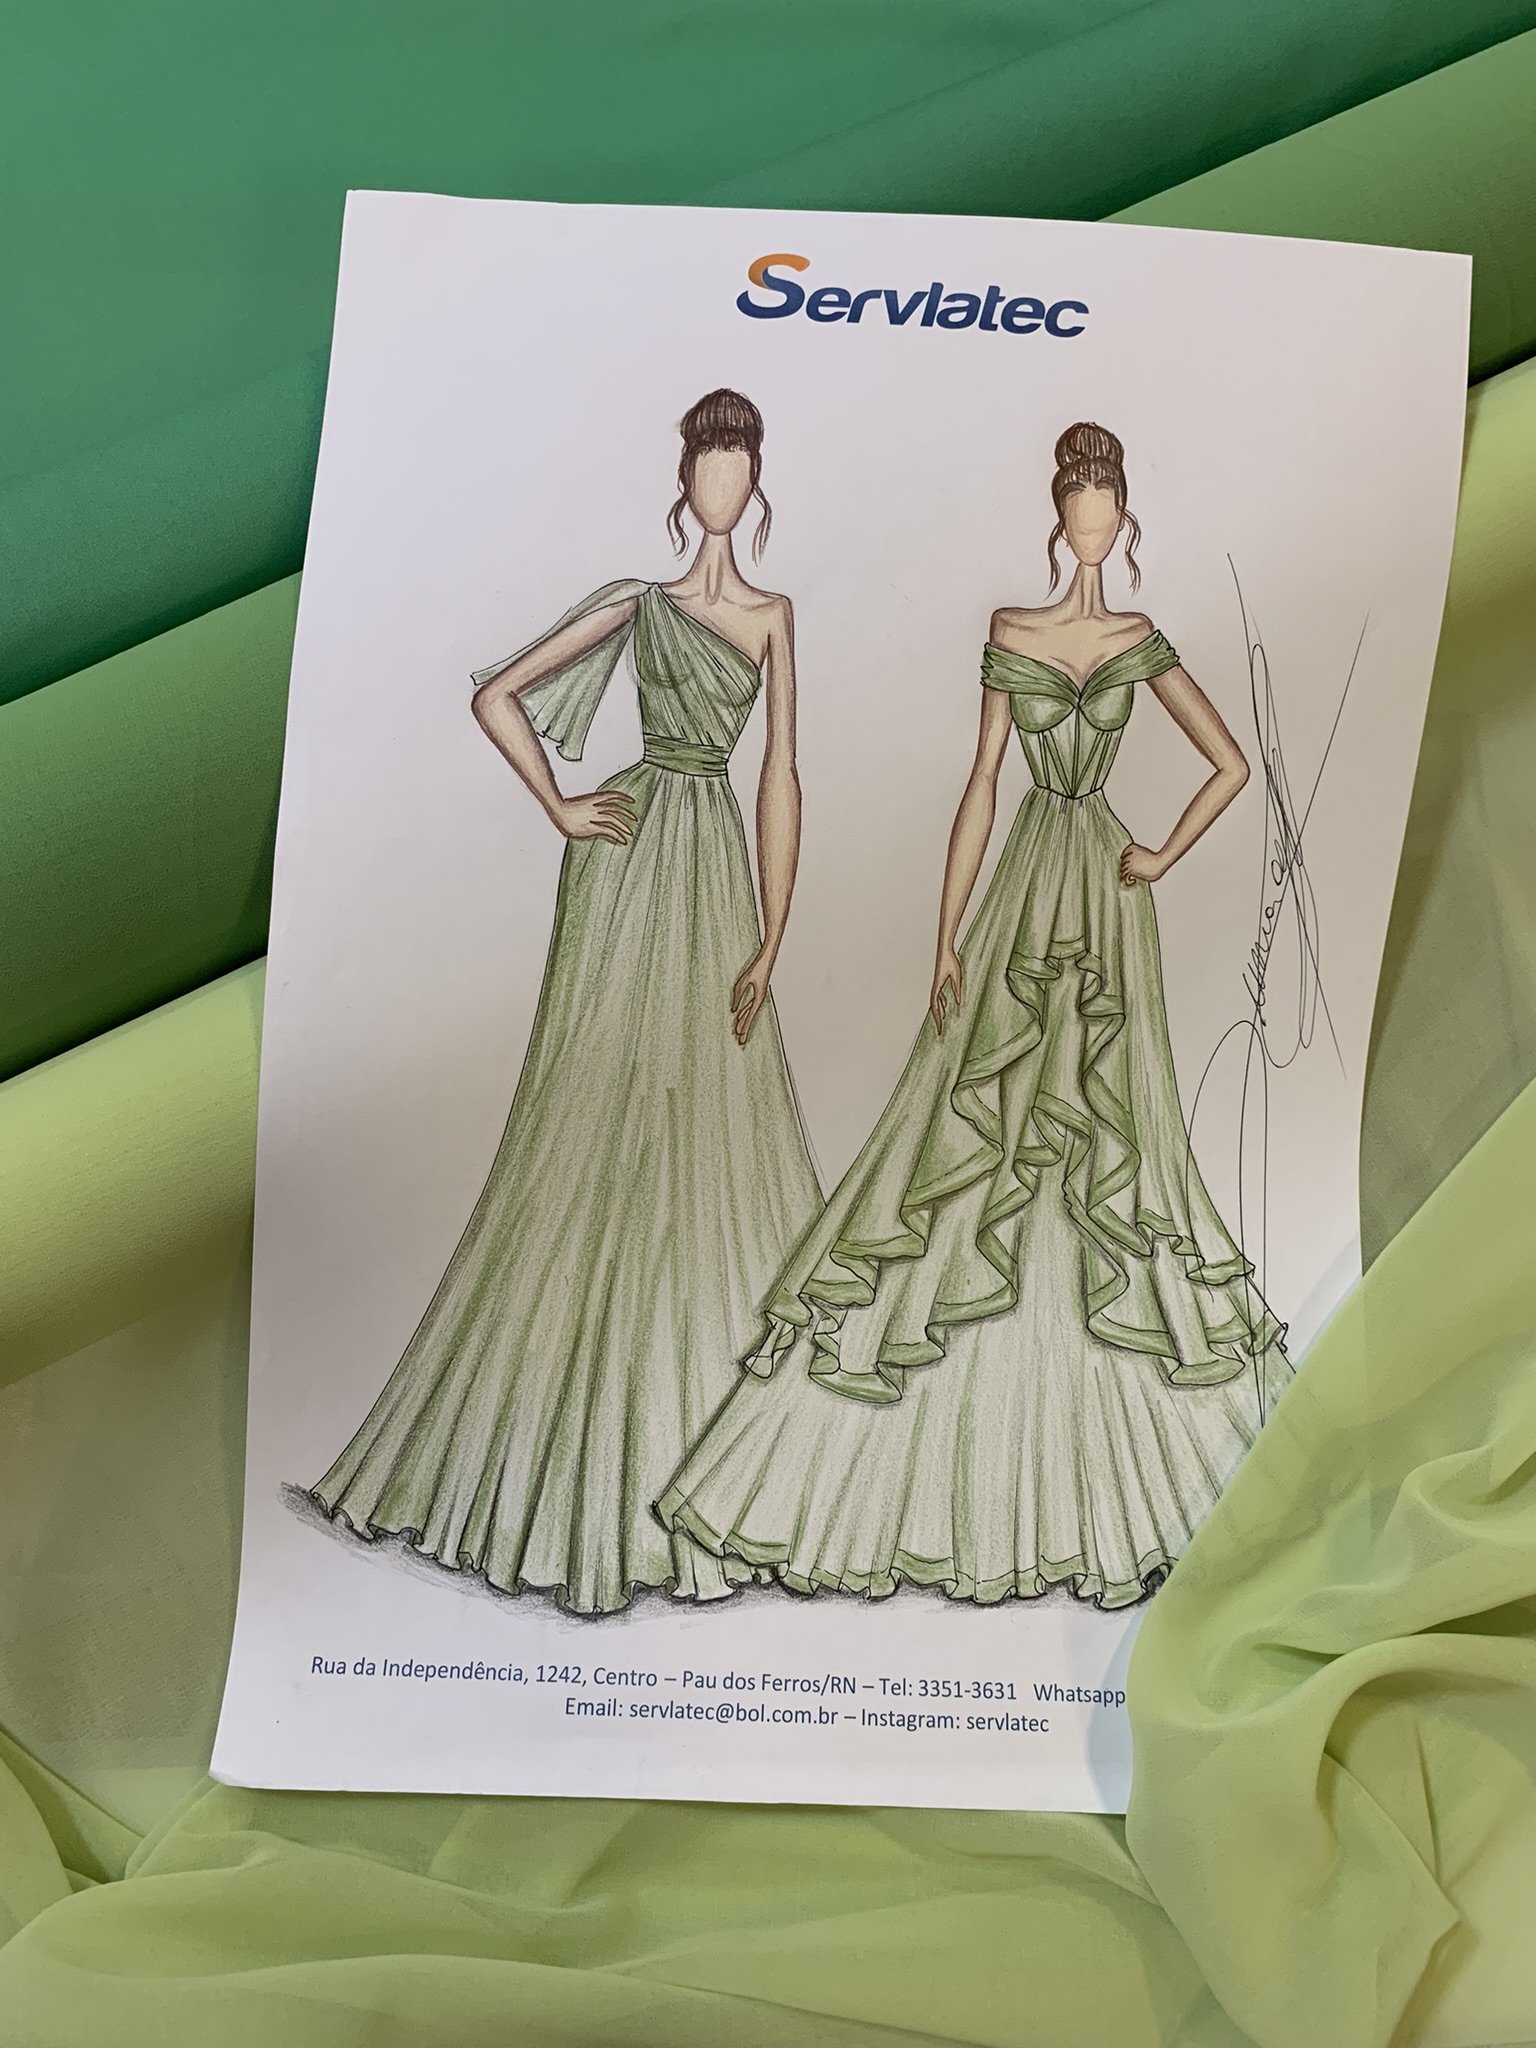 Servlatec
Rua da Independência, 1242, Centro – Pau dos Ferros/RN – Tel: 3351-3631 Whatsapp
Email: servlatec@bol.com.br – Instagram: servlatec